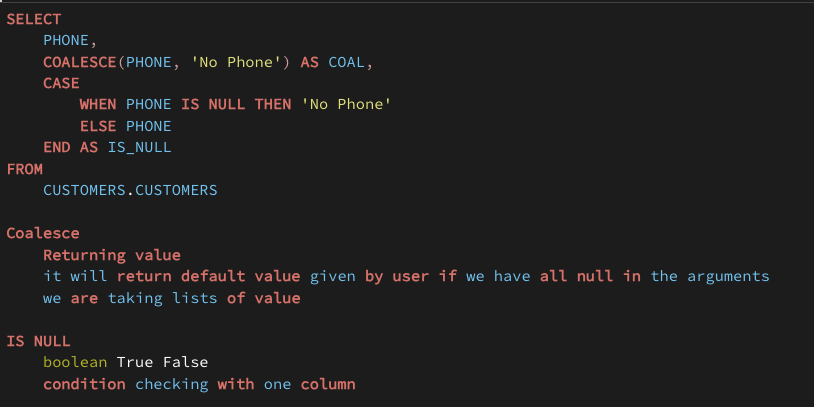 SELECT
PHONE,
COALESCE(PHONE, 'No Phone') AS COAL,
CASE
WHEN PHONE IS NULL THEN 'No Phone'
ELSE PHONE
END AS IS_NULL
FROM
CUSTOMERS.CUSTOMERS
Coalesce
Returning value
it will return default value given by user if we have all null in the arguments
we are taking lists of value
IS NULL
boolean True False
condition checking with one column